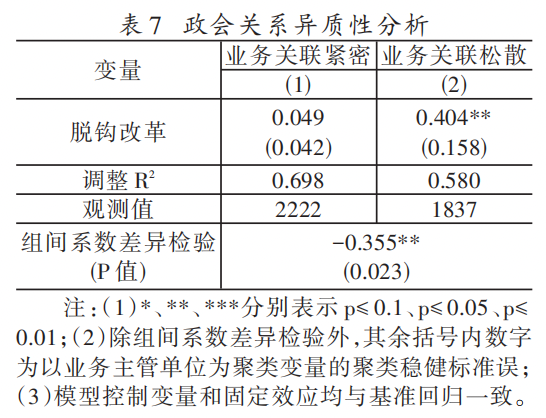 表 7 政会关系异质性分析
变量 业务关联紧密 业务关联松散
(1) (2)
脱钩改革 0.049 0.404**
(0.042) (0.158)
调整 R² 0.698 0.580
观测值 2222 1837
组间系数差异检验 -0.355**
(P 值) (0.023)
注:(1)*、**、***分别表示 p≤0.1、p≤0.05、p≤
0.01;(2)除组间系数差异检验外,其余括号内数字
为以业务主管单位为聚类变量的聚类稳健标准误;
(3)模型控制变量和固定效应均与基准回归一致。